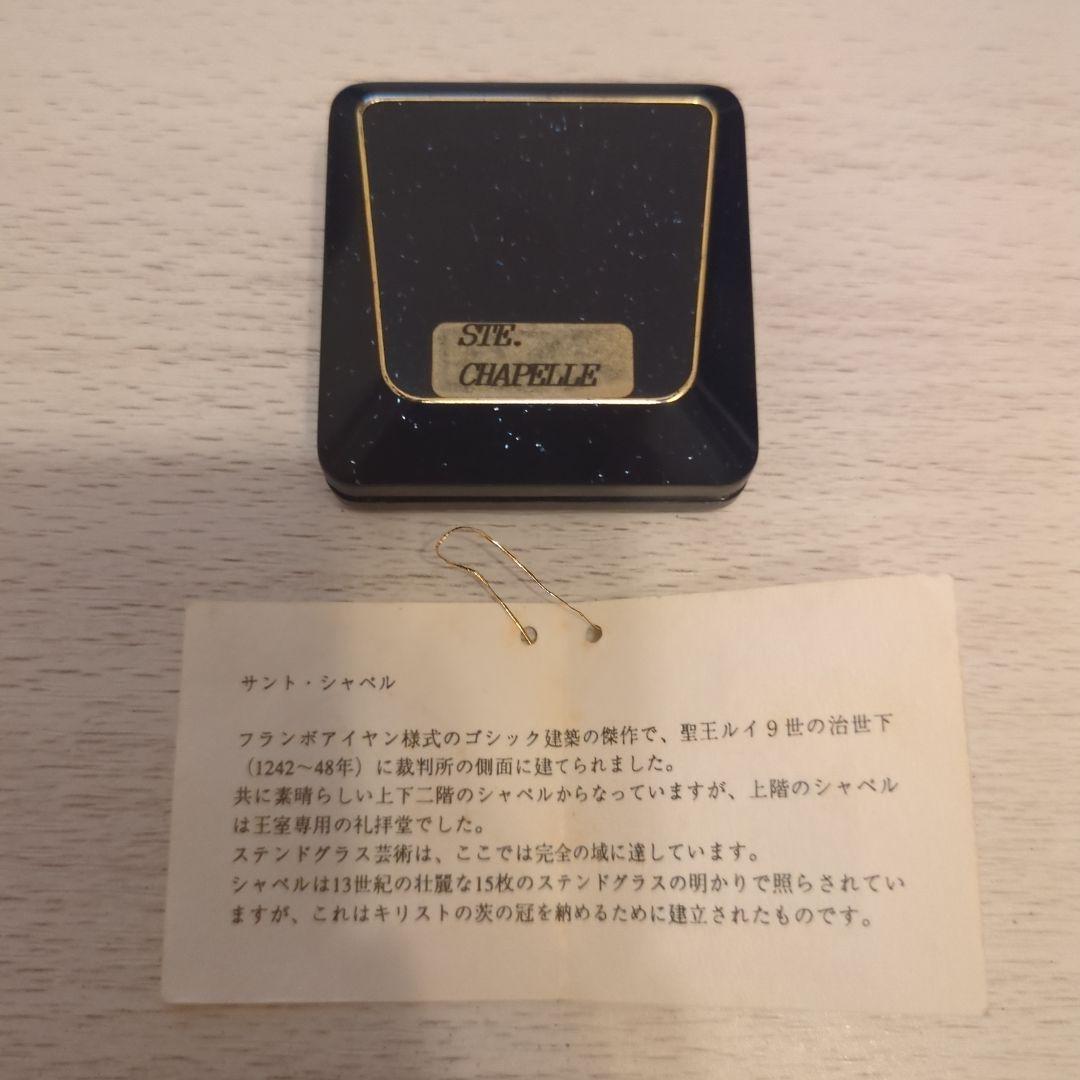 STE.
CHAPELLE
サント・シャペル
フランボアイヤン様式のゴシック建築の傑作で、聖王ルイ9世の治世下
(1242～48年)に裁判所の側面に建てられました。
共に素晴らしい上下二階のシャペルからなっていますが、上階のシャペル
は王室専用の礼拝堂でした。
ステンドグラス芸術は、ここでは完全の域に達しています。
シャペルは13世紀の壮麗な15枚のステンドグラスの明かりで照らされてい
ますが、これはキリストの茨の冠を納めるために建立されたものです。